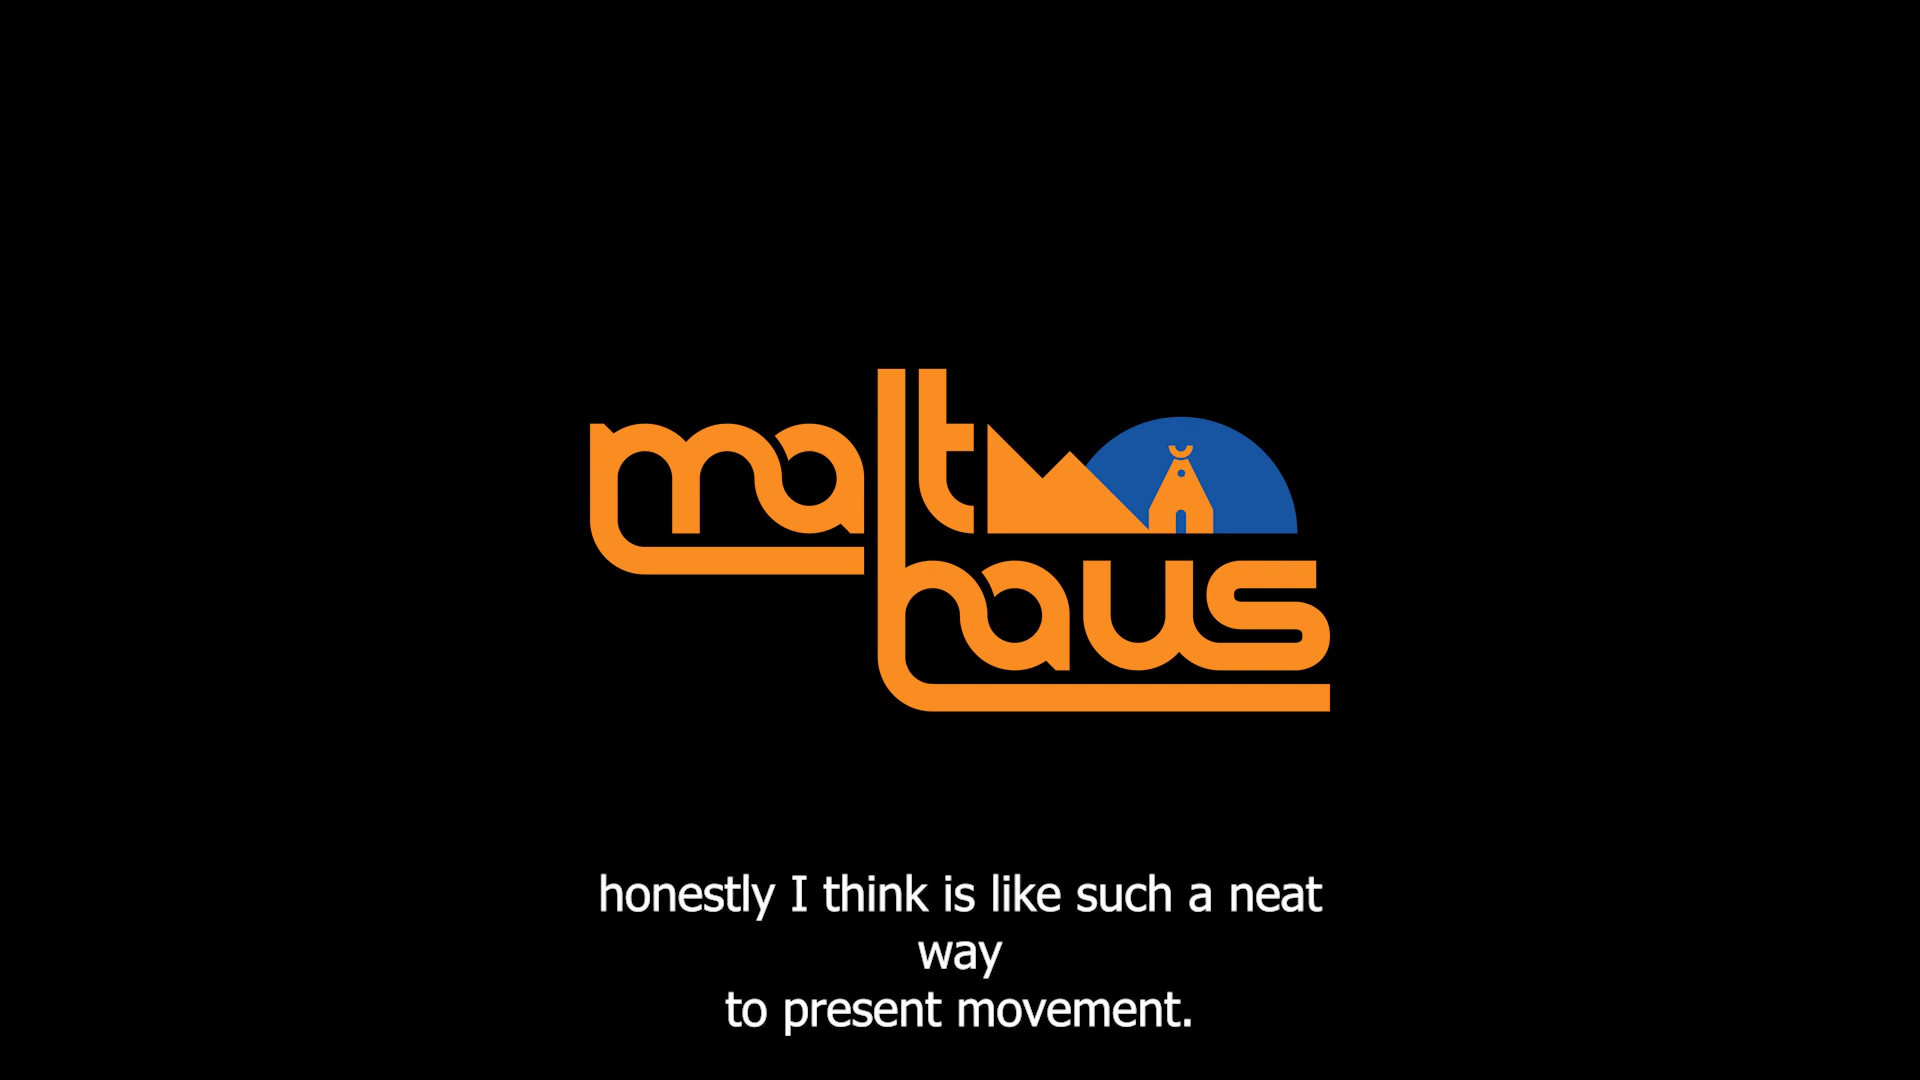 malt
haus
honestly I think is like such a neat
way
to present movement.